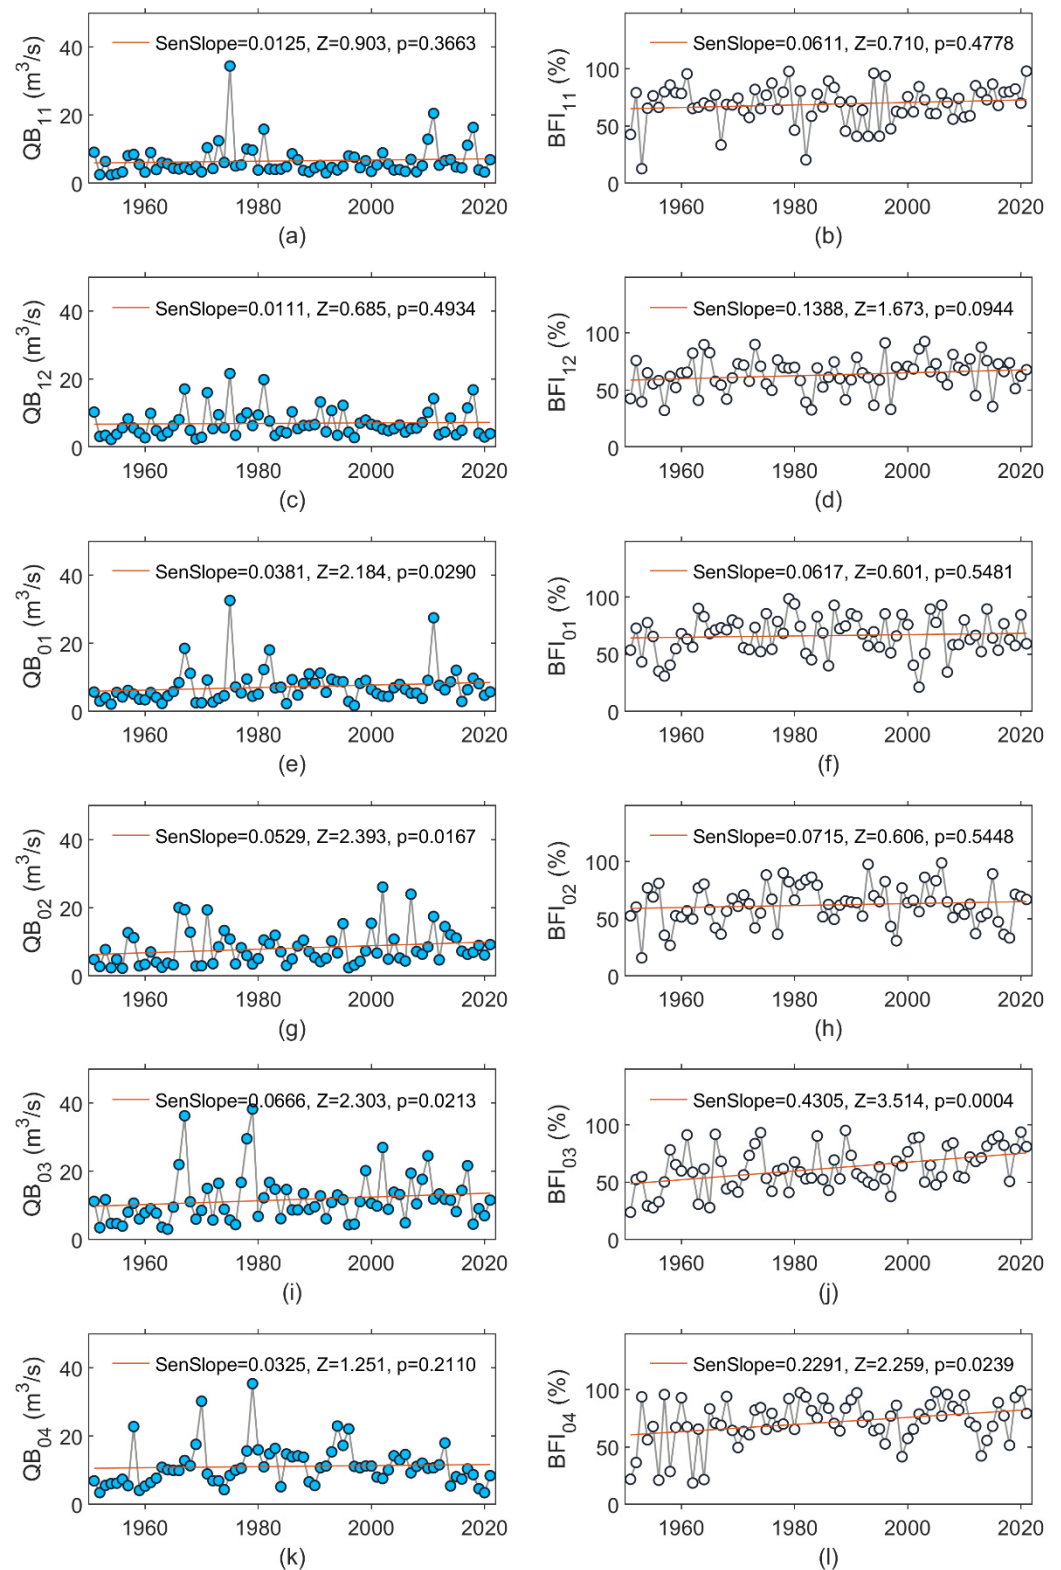 SenSlope=0.0125, Z=0.903, p=0.3663
QB11 (m3/s)
40
20
0
1960 1980 2000 2020
(a)
SenSlope=0.0611, Z=0.710, p=0.4778
BFI11 (%)
100
50
0
1960 1980 2000 2020
(b)
SenSlope=0.0111, Z=0.685, p=0.4934
QB12 (m3/s)
40
20
0
1960 1980 2000 2020
(c)
SenSlope=0.1388, Z=1.673, p=0.0944
BFI12 (%)
100
50
0
1960 1980 2000 2020
(d)
SenSlope=0.0381, Z=2.184, p=0.0290
QB01 (m3/s)
40
20
0
1960 1980 2000 2020
(e)
SenSlope=0.0617, Z=0.601, p=0.5481
BFI01 (%)
100
50
0
1960 1980 2000 2020
(f)
SenSlope=0.0529, Z=2.393, p=0.0167
QB02 (m3/s)
40
20
0
1960 1980 2000 2020
(g)
SenSlope=0.0715, Z=0.606, p=0.5448
BFI02 (%)
100
50
0
1960 1980 2000 2020
(h)
SenSlope=0.0666, Z=2.303, p=0.0213
QB03 (m3/s)
40
20
0
1960 1980 2000 2020
(i)
SenSlope=0.4305, Z=3.514, p=0.0004
BFI03 (%)
100
50
0
1960 1980 2000 2020
(j)
SenSlope=0.0325, Z=1.251, p=0.2110
QB04 (m3/s)
40
20
0
1960 1980 2000 2020
(k)
SenSlope=0.2291, Z=2.259, p=0.0239
BFI04 (%)
100
50
0
1960 1980 2000 2020
(l)